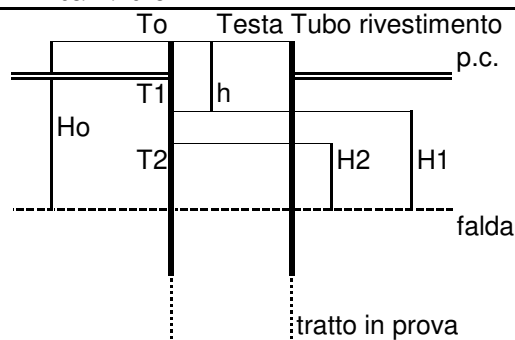 To Testa Tubo rivestimento
p.c.
T1 h
Ho
T2 H2 H1
falda
tratto in prova